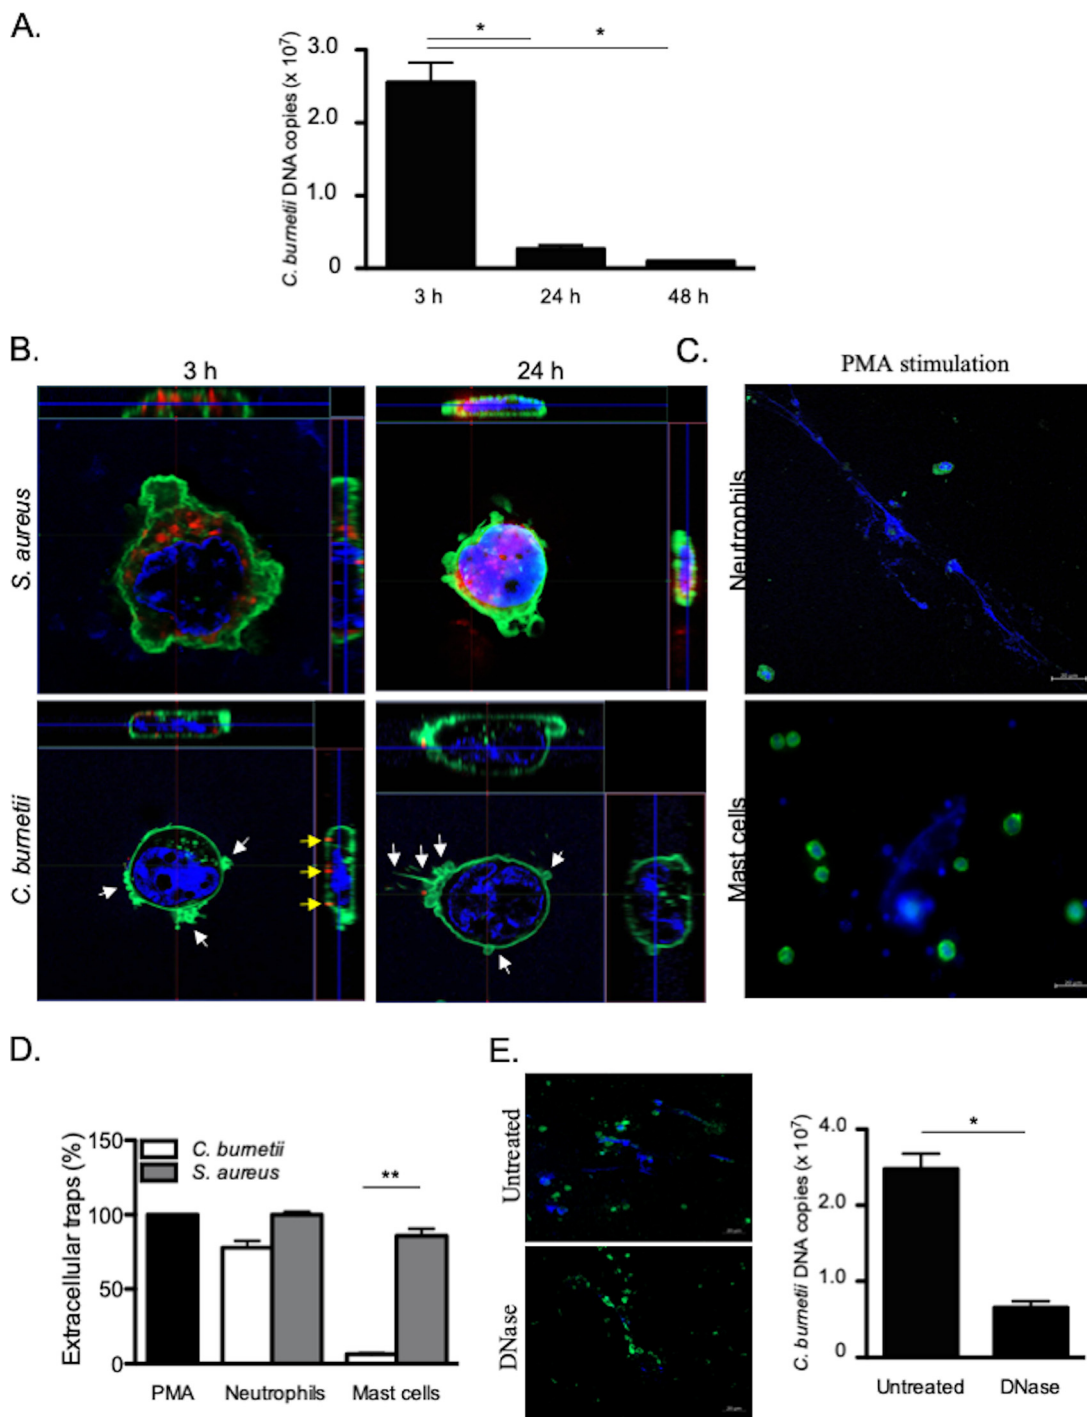 A.
*
*
C. burnetii DNA copies (x 10⁷)
3.0
2.0
1.0
0
3 h
24 h
48 h
B.
3 h
24 h
S. aureus
C. burnetii
C.
PMA stimulation
Neutrophils
Mast cells
D.
Extracellular traps (%)
150
100
50
0
C. burnetii
S. aureus
**
PMA
Neutrophils
Mast cells
E.
Untreated
DNase
C. burnetii DNA copies (x 10⁷)
4.0
2.0
1.0
0
*
Untreated
DNase